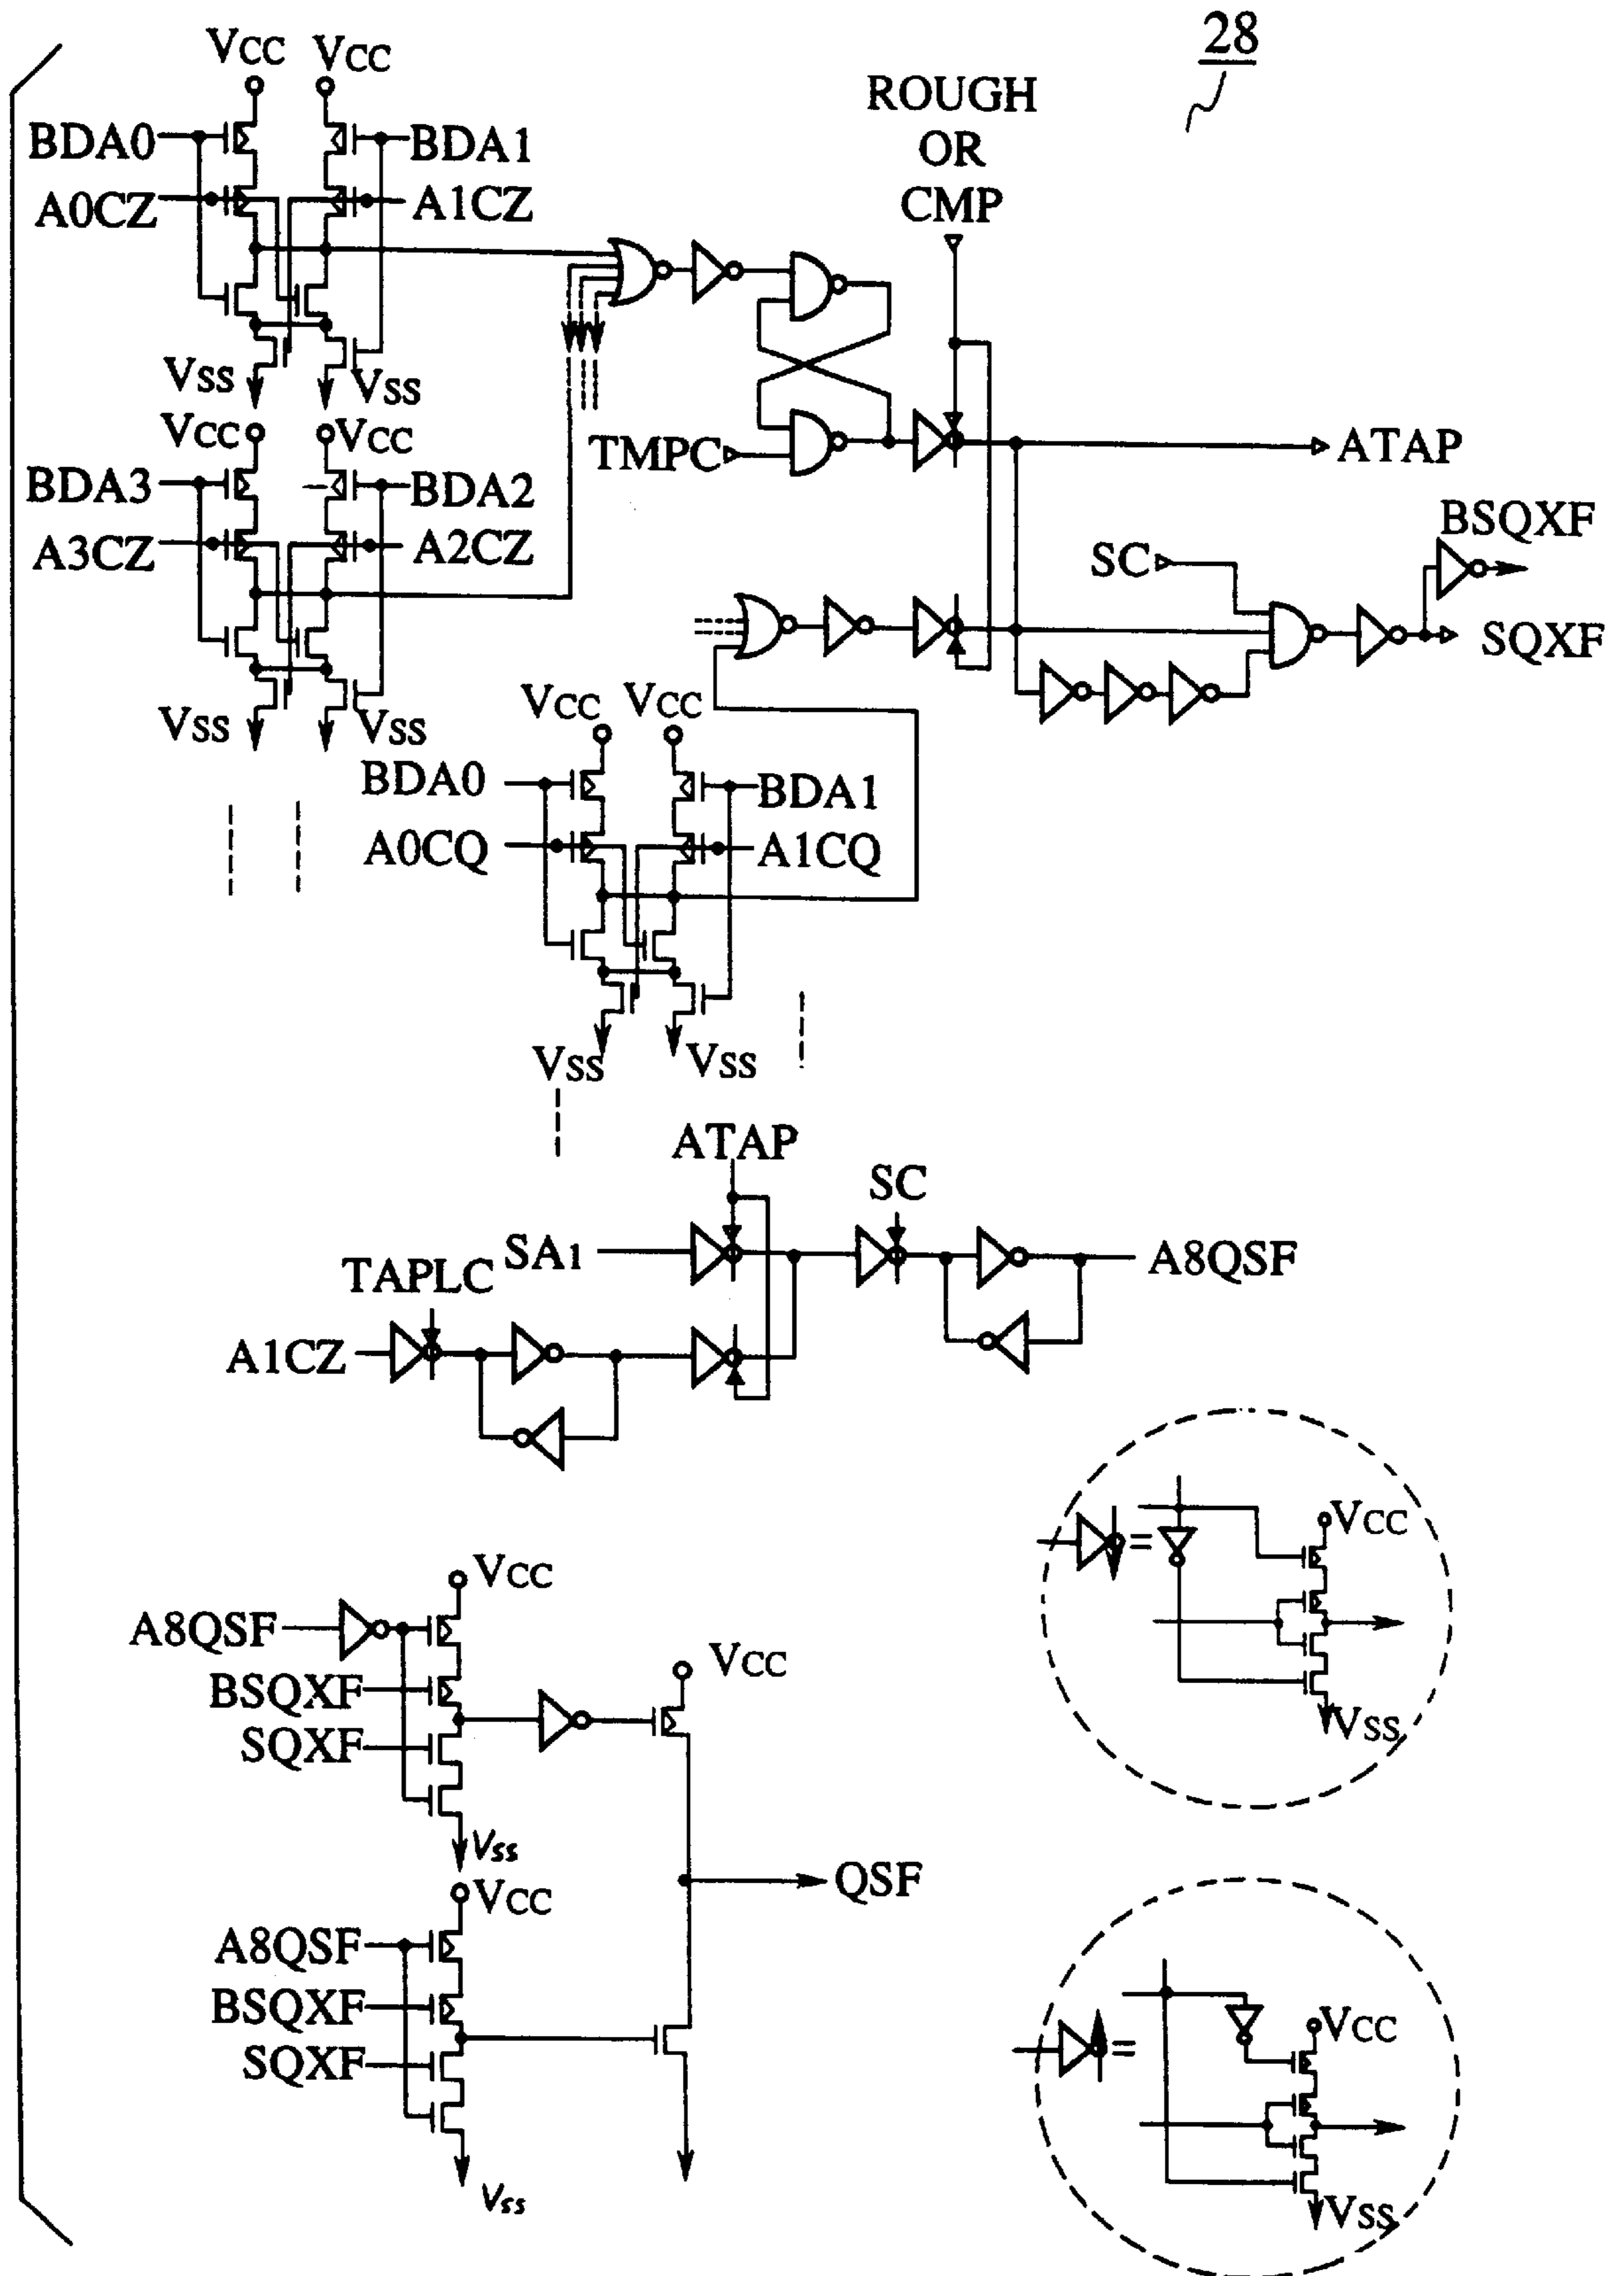 28
VCC VCC
BDA0 BDA1
A0CZ A1CZ
VSS VSS
ROUGH
OR
CMP
VCC VCC
BDA3 BDA2
A3CZ A2CZ
VSS VSS
TMPC
ATAP
BSQXF
SC
SQXF
VCC VCC
BDA0 BDA1
A0CQ A1CQ
VSS VSS
ATAP
SC
SA1
A8QSF
TAPLC
A1CZ
VCC
A8QSF
BSQXF
SQXF
VSS
VCC
QSF
VCC
A8QSF
BSQXF
SQXF
VSS
=
VCC
VSS
=
VCC
VSS